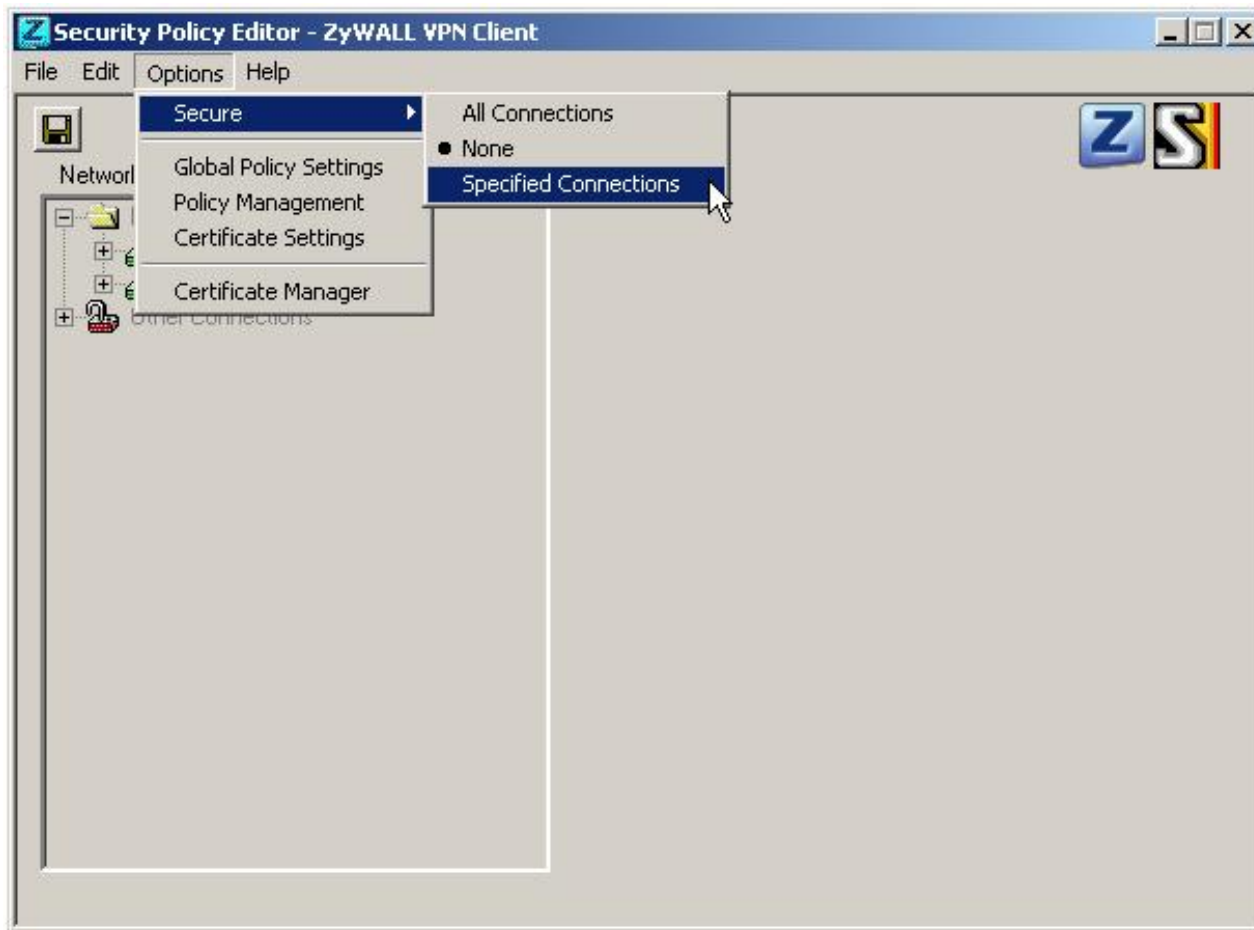 Security Policy Editor - ZyWALL VPN Client
File Edit Options Help
Secure
All Connections
None
Specified Connections
Global Policy Settings
Policy Management
Certificate Settings
Certificate Manager
Other Connections
Z S